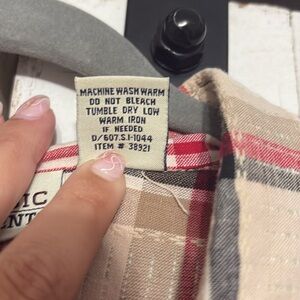 MACHINE WASH WARM
DO NOT BLEACH
TUMBLE DRY LOW
WARM IRON
IF NEEDED
D/607.S.I-1044
ITEM # 38921